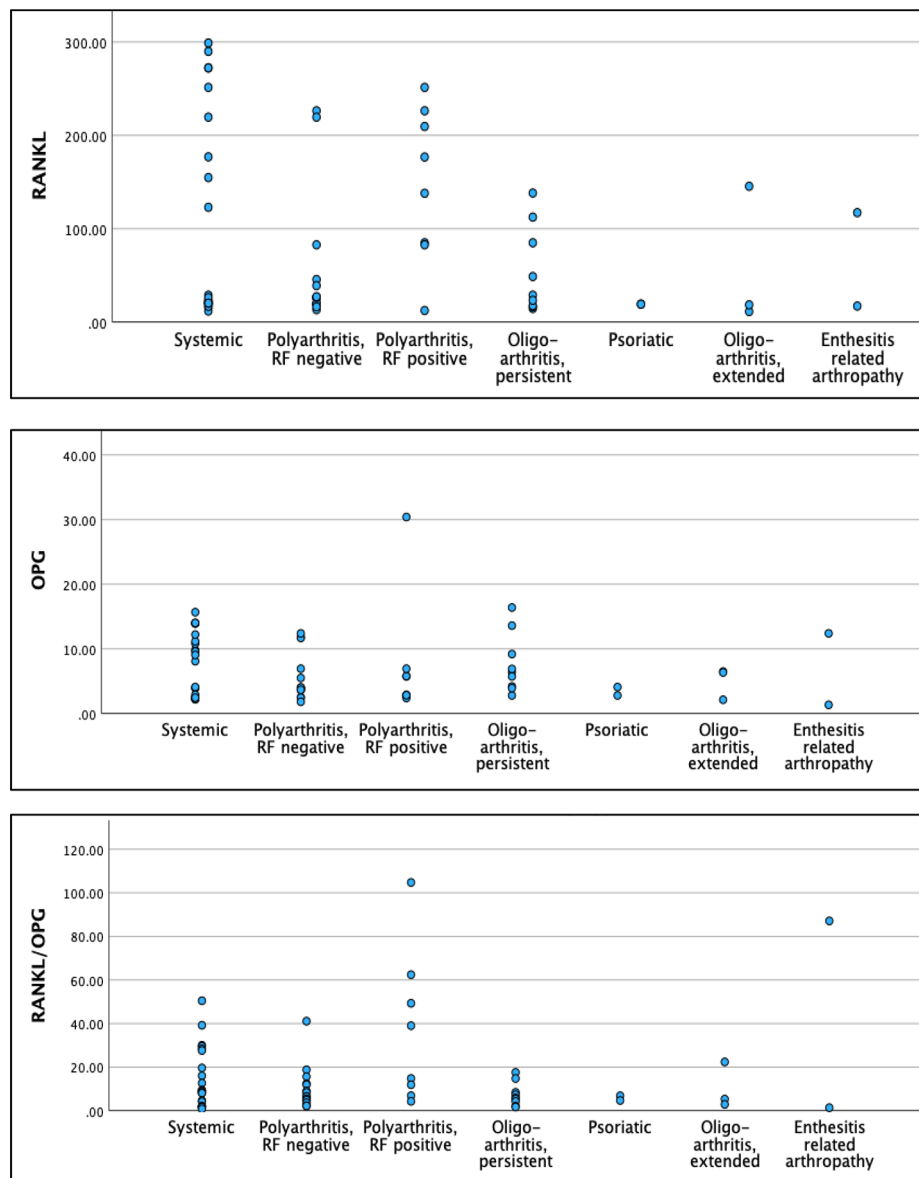 300.00
200.00
100.00
.00
RANKL
Systemic
Polyarthritis,
RF negative
Polyarthritis,
RF positive
Oligo-
arthritis,
persistent
Psoriatic
Oligo-
arthritis,
extended
Enthesitis
related
arthropathy
40.00
30.00
20.00
10.00
.00
OPG
Systemic
Polyarthritis,
RF negative
Polyarthritis,
RF positive
Oligo-
arthritis,
persistent
Psoriatic
Oligo-
arthritis,
extended
Enthesitis
related
arthropathy
120.00
100.00
80.00
60.00
40.00
20.00
.00
RANKL/OPG
Systemic
Polyarthritis,
RF negative
Polyarthritis,
RF positive
Oligo-
arthritis,
persistent
Psoriatic
Oligo-
arthritis,
extended
Enthesitis
related
arthropathy